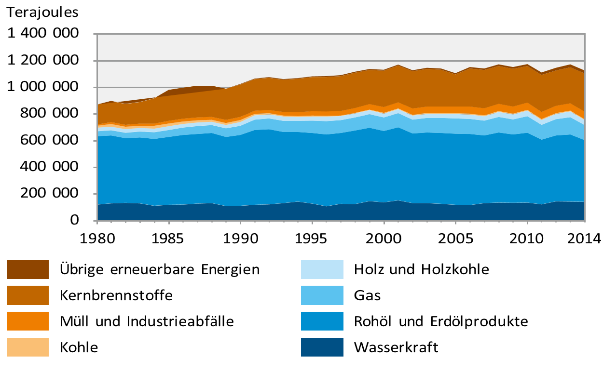 Terajoules
1 400 000
1 200 000
1 000 000
800 000
600 000
400 000
200 000
0
1980 1985 1990 1995 2000 2005 2010 2014
Übrige erneuerbare Energien Holz und Holzkohle
Kernbrennstoffe Gas
Müll und Industrieabfälle Rohöl und Erdölprodukte
Kohle Wasserkraft